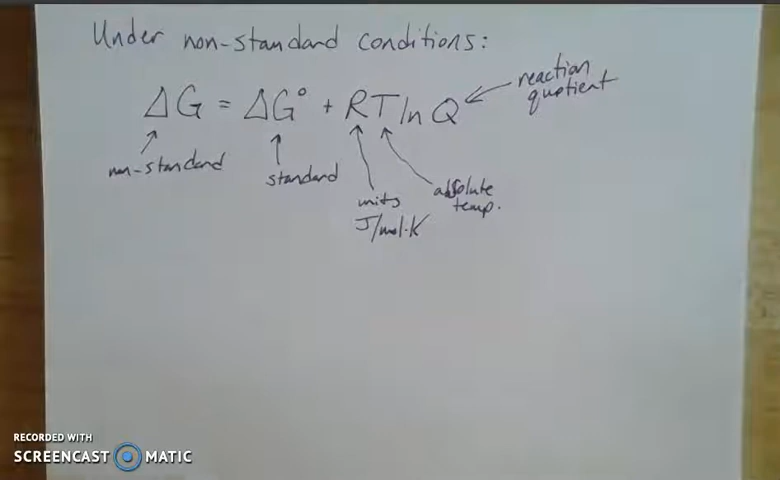 Under non-standard conditions:
ΔG = ΔG° + RT ln Q
reaction
quotient
non-standard
standard
units
J/mol·K
absolute
temp.
RECORDED WITH
SCREENCAST MATIC